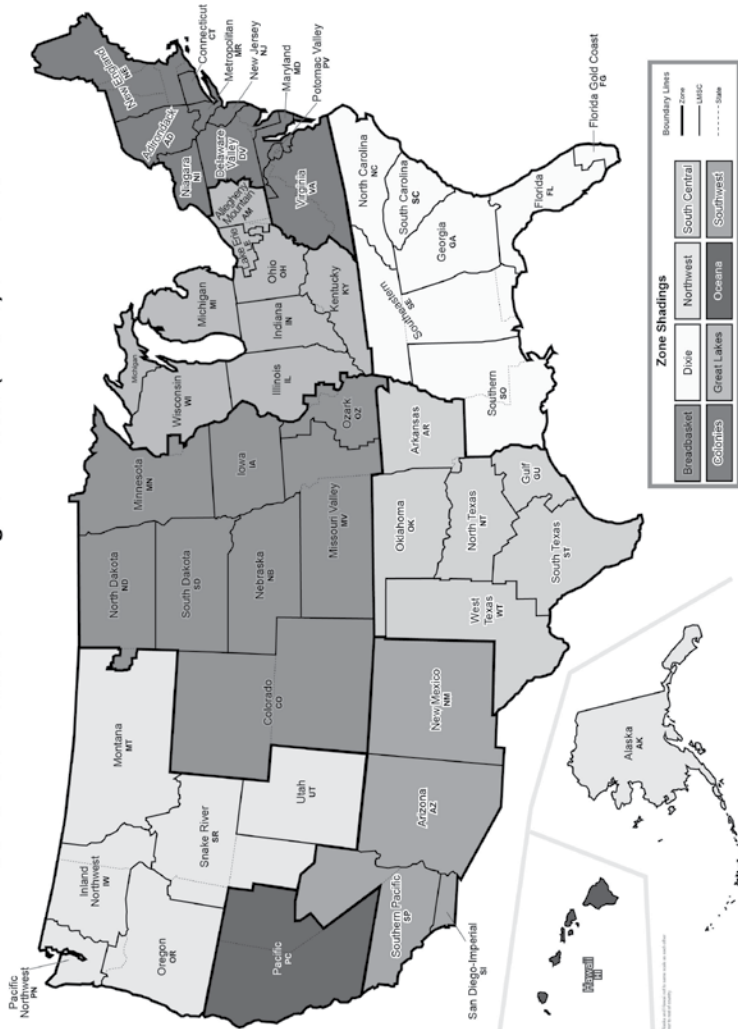 Pacific
Northwest
PN
Inland
Northwest
IW
Oregon
OR
Montana
MT
Snake River
SR
Utah
UT
Pacific
PC
Southern Pacific
SP
San Diego-Imperial
SI
Arizona
AZ
New Mexico
NM
Colorado
CO
North Dakota
ND
South Dakota
SD
Nebraska
NB
Missouri Valley
MV
Minnesota
MN
Iowa
IA
Ozark
OZ
Oklahoma
OK
Arkansas
AR
West
Texas
WT
North Texas
NT
South Texas
ST
Gulf
GU
Wisconsin
WI
Michigan
Michigan
MI
Illinois
IL
Indiana
IN
Ohio
OH
Kentucky
KY
Lake Erie
LE
Allegheny
Mountain
AM
Niagara
NI
Adirondack
AD
New England
NE
Connecticut
CT
Metropolitan
MR
New Jersey
NJ
Delaware
Valley
DV
Maryland
MD
Potomac Valley
PV
Virginia
VA
North Carolina
NC
South Carolina
SC
Georgia
GA
Southeastern
SE
Southern
SO
Florida
FL
Florida Gold Coast
FG
Hawaii
HI
Alaska
AK
Zone Shadings
Breadbasket
Dixie
Northwest
South Central
Colonies
Great Lakes
Oceana
Southwest
Boundary Lines
Zone
LMSC
State